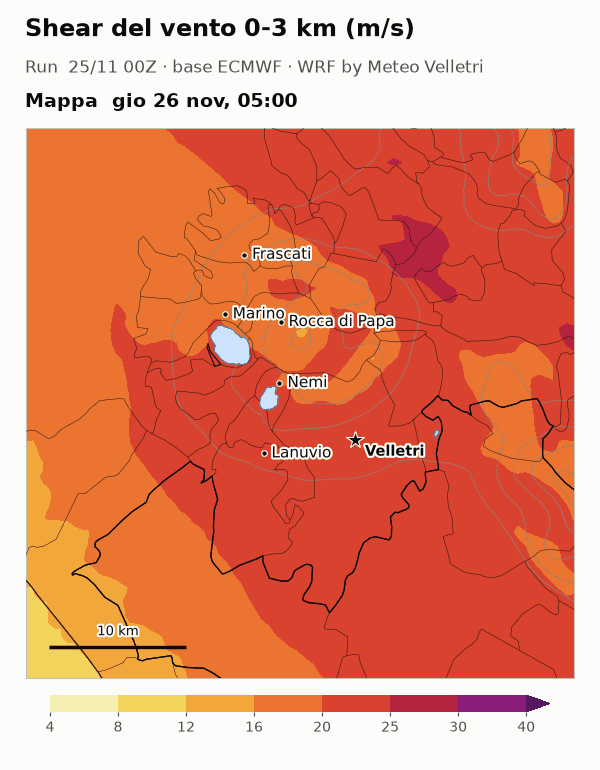 Shear del vento 0-3 km (m/s)
Run  25/11 00Z · base ECMWF · WRF by Meteo Velletri
Mappa  gio 26 nov, 05:00
Frascati
Marino
Rocca di Papa
Nemi
Velletri
Lanuvio
10 km
4 8 12 16 20 25 30 40